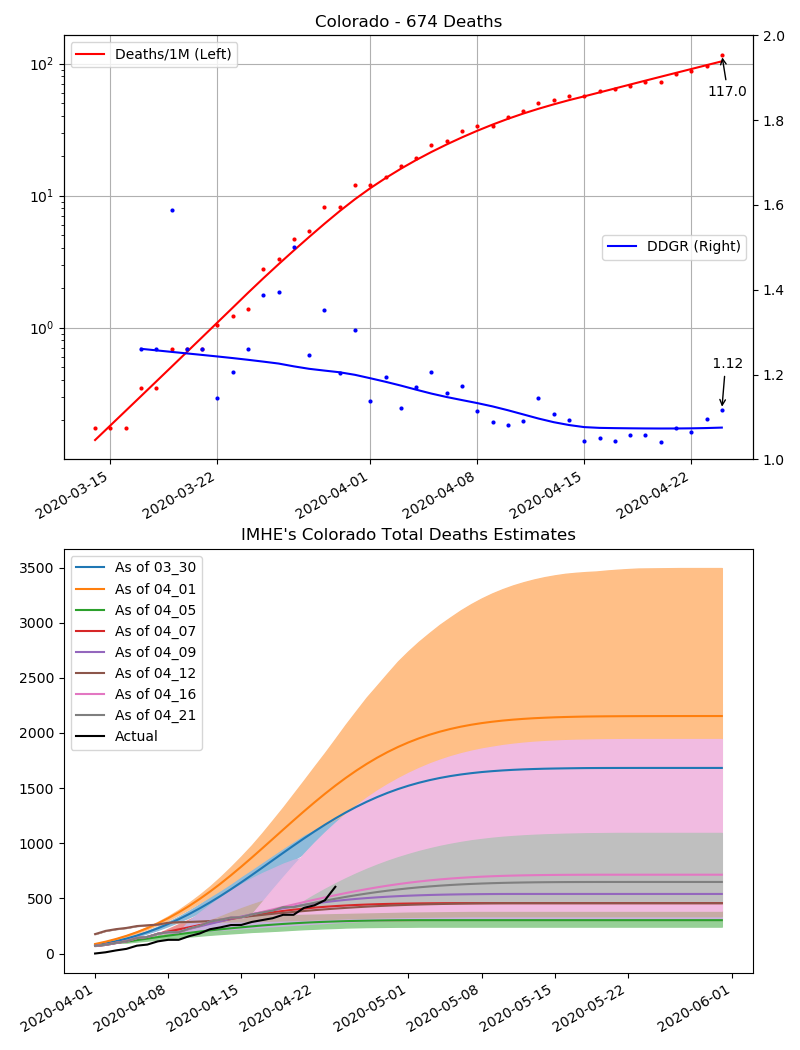 Colorado - 674 Deaths
Deaths/1M (Left)
DDGR (Right)
117.0
1.12
10²
10¹
10⁰
2.0
1.8
1.6
1.4
1.2
1.0
2020-03-15
2020-03-22
2020-04-01
2020-04-08
2020-04-15
2020-04-22
IMHE's Colorado Total Deaths Estimates
As of 03_30
As of 04_01
As of 04_05
As of 04_07
As of 04_09
As of 04_12
As of 04_16
As of 04_21
Actual
3500
3000
2500
2000
1500
1000
500
0
2020-04-01
2020-04-08
2020-04-15
2020-04-22
2020-05-01
2020-05-08
2020-05-15
2020-05-22
2020-06-01